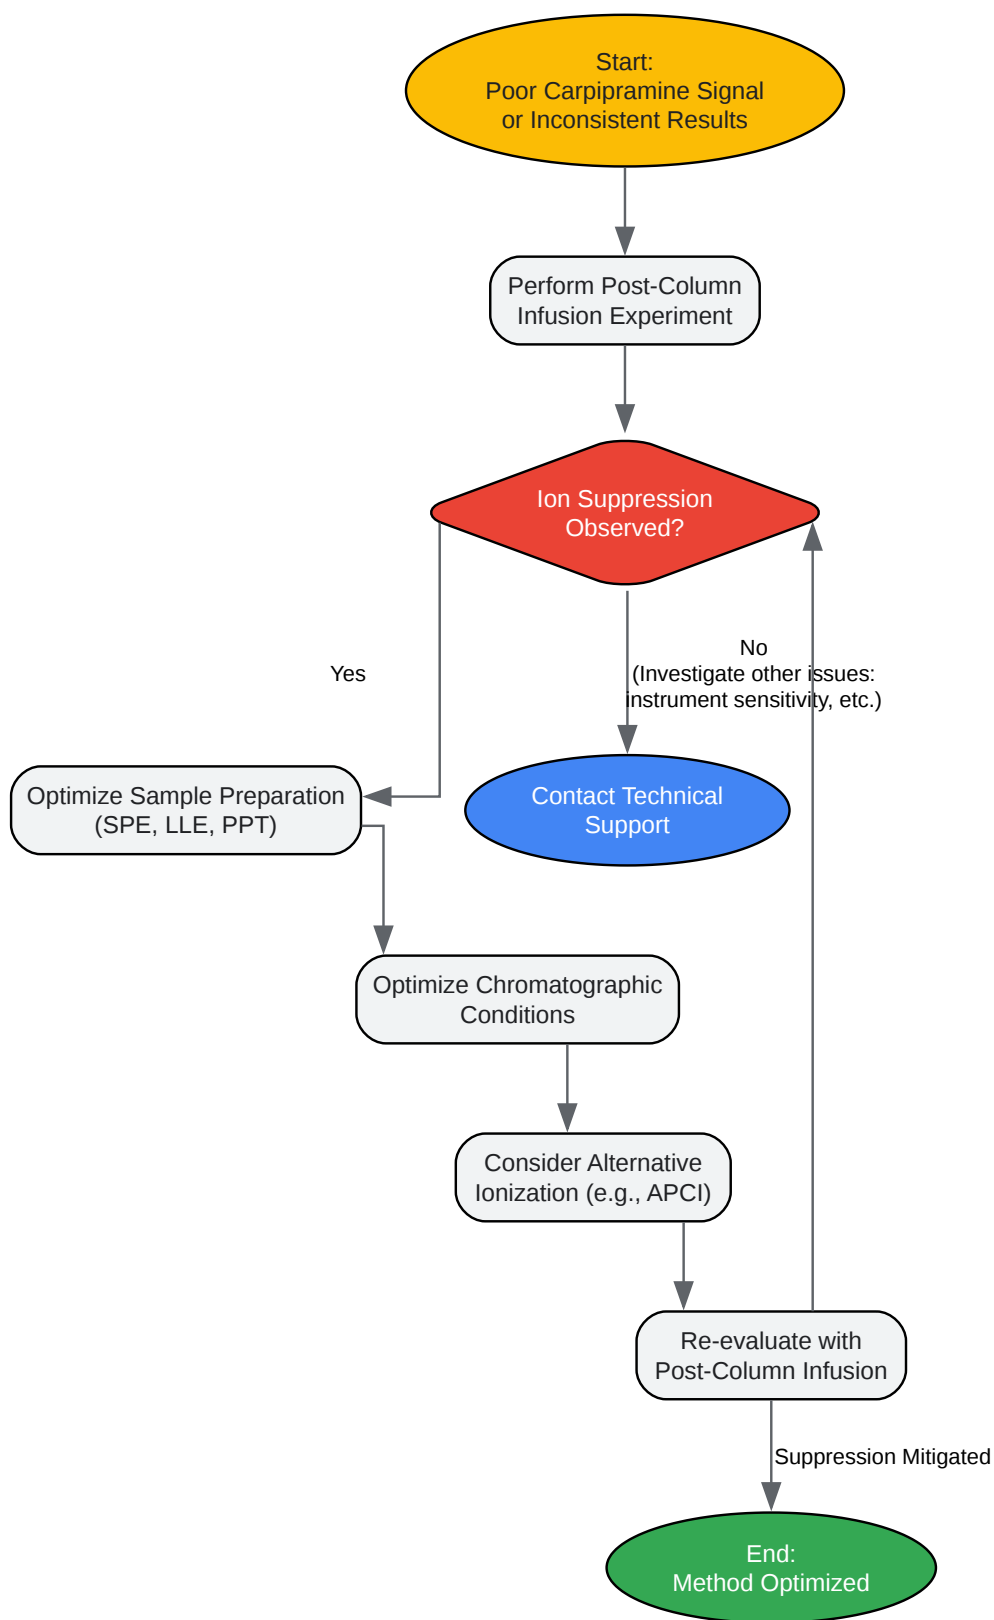 Start:
Poor Carpipramine Signal
or Inconsistent Results
Perform Post-Column
Infusion Experiment
Ion Suppression
Observed?
No
(Investigate other issues:
instrument sensitivity, etc.)
Yes
Optimize Sample Preparation
(SPE, LLE, PPT)
Contact Technical
Support
Optimize Chromatographic
Conditions
Consider Alternative
Ionization (e.g., APCI)
Re-evaluate with
Post-Column Infusion
Suppression Mitigated
End:
Method Optimized